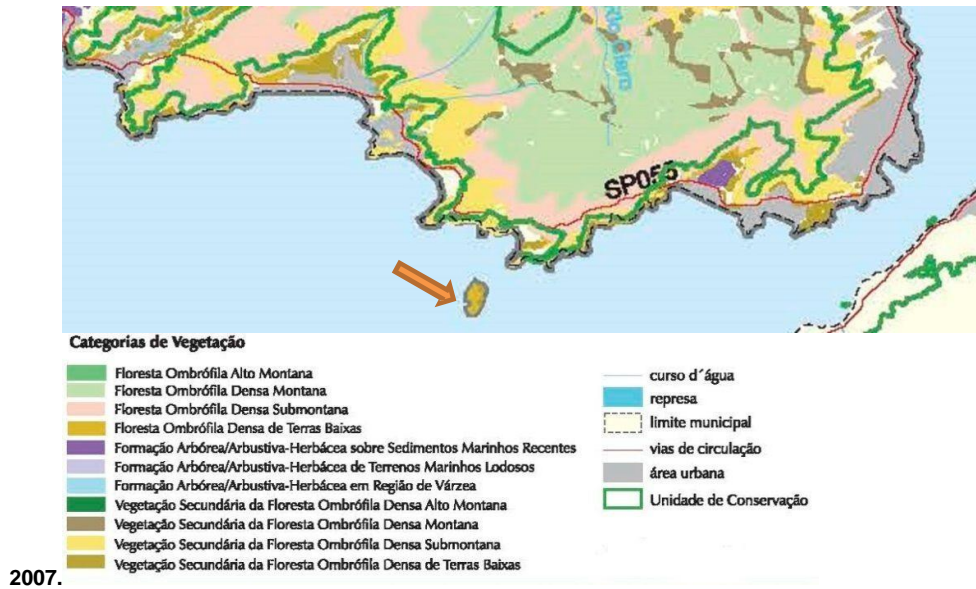 Rio Claro
SP055
Categorias de Vegetação
Floresta Ombrófila Alto Montana
Floresta Ombrófila Densa Montana
Floresta Ombrófila Densa Submontana
Floresta Ombrófila Densa de Terras Baixas
Formação Arbórea/Arbustiva-Herbácea sobre Sedimentos Marinhos Recentes
Formação Arbórea/Arbustiva-Herbácea de Terrenos Marinhos Lodosos
Formação Arbórea/Arbustiva-Herbácea em Região de Várzea
Vegetação Secundária da Floresta Ombrófila Densa Alto Montana
Vegetação Secundária da Floresta Ombrófila Densa Montana
Vegetação Secundária da Floresta Ombrófila Densa Submontana
Vegetação Secundária da Floresta Ombrófila Densa de Terras Baixas
curso d´água
represa
limite municipal
vias de circulação
área urbana
Unidade de Conservação
2007.